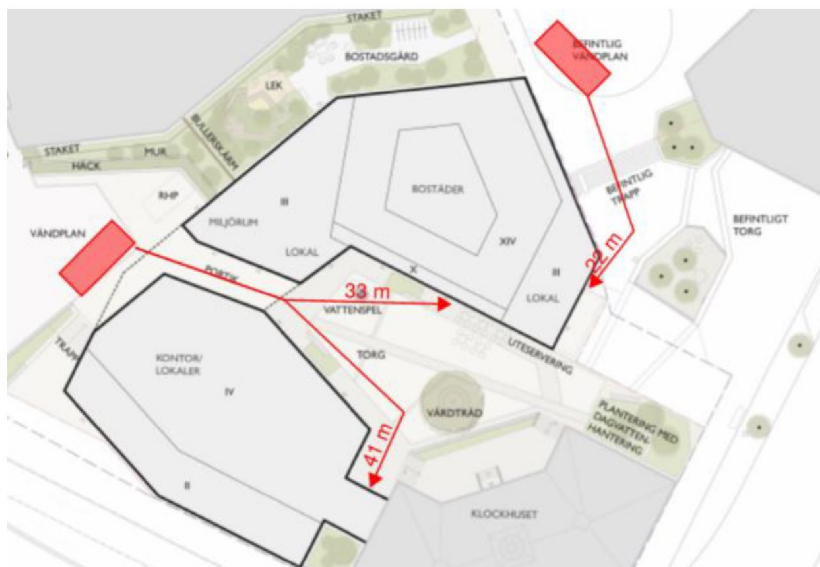 STAKET
BOSTADSGÅRD
BEFINTLIG
VÄNDPLAN
LEK
BULLERSKÄRM
STAKET
MUR
HÄCK
RHP
BOSTÄDER
BEFINTLIG
TRAPP
BEFINTLIGT
TORG
III
MILJÖRUM
VÄNDPLAN
LOKAL
XIV
PORTIK
X
III
22 m
LOKAL
33 m
VATTENSPEL
TRAPP
KONTOR/
LOKALER
TORG
UTESERVERING
IV
VÅRDTRÄD
PLANTERING MED
DAGVATTEN-
HANTERING
41 m
II
KLOCKHUSET